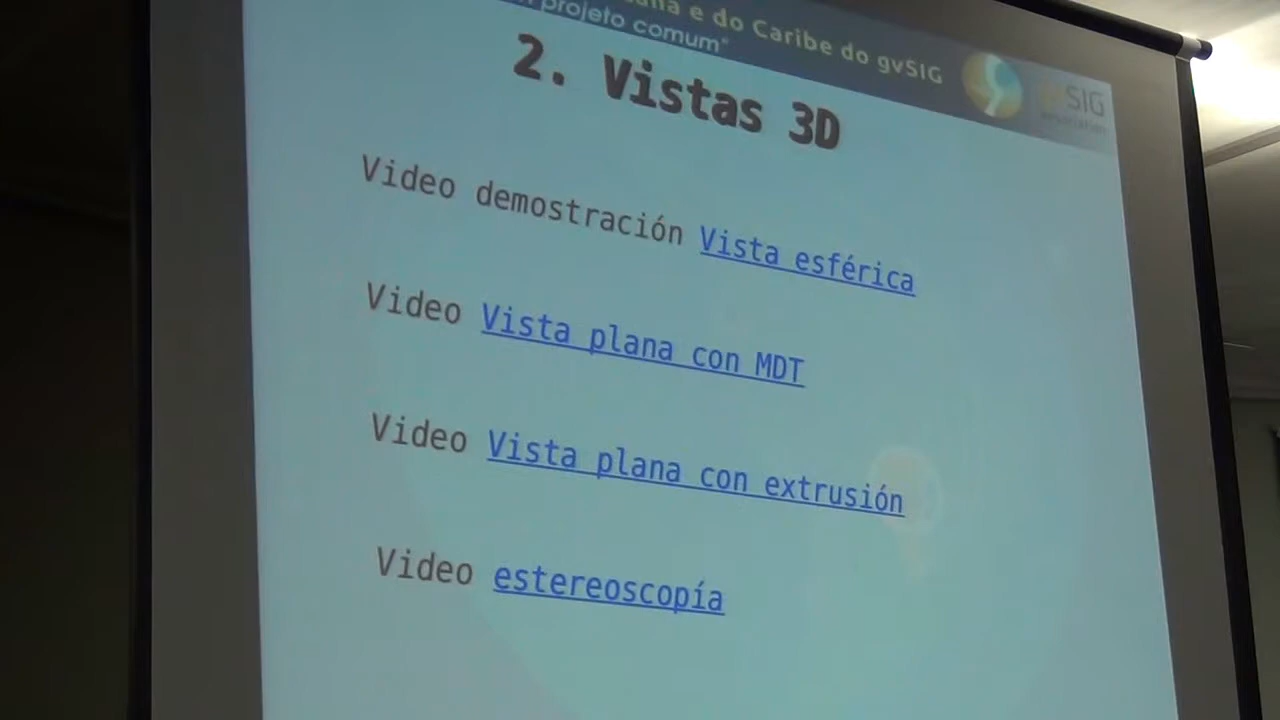 e do Caribe do gvSIG
projeto comum"
SIG
2. Vistas 3D
Video demostración Vista esférica
Video Vista plana con MDT
Video Vista plana con extrusión
Video estereoscopía